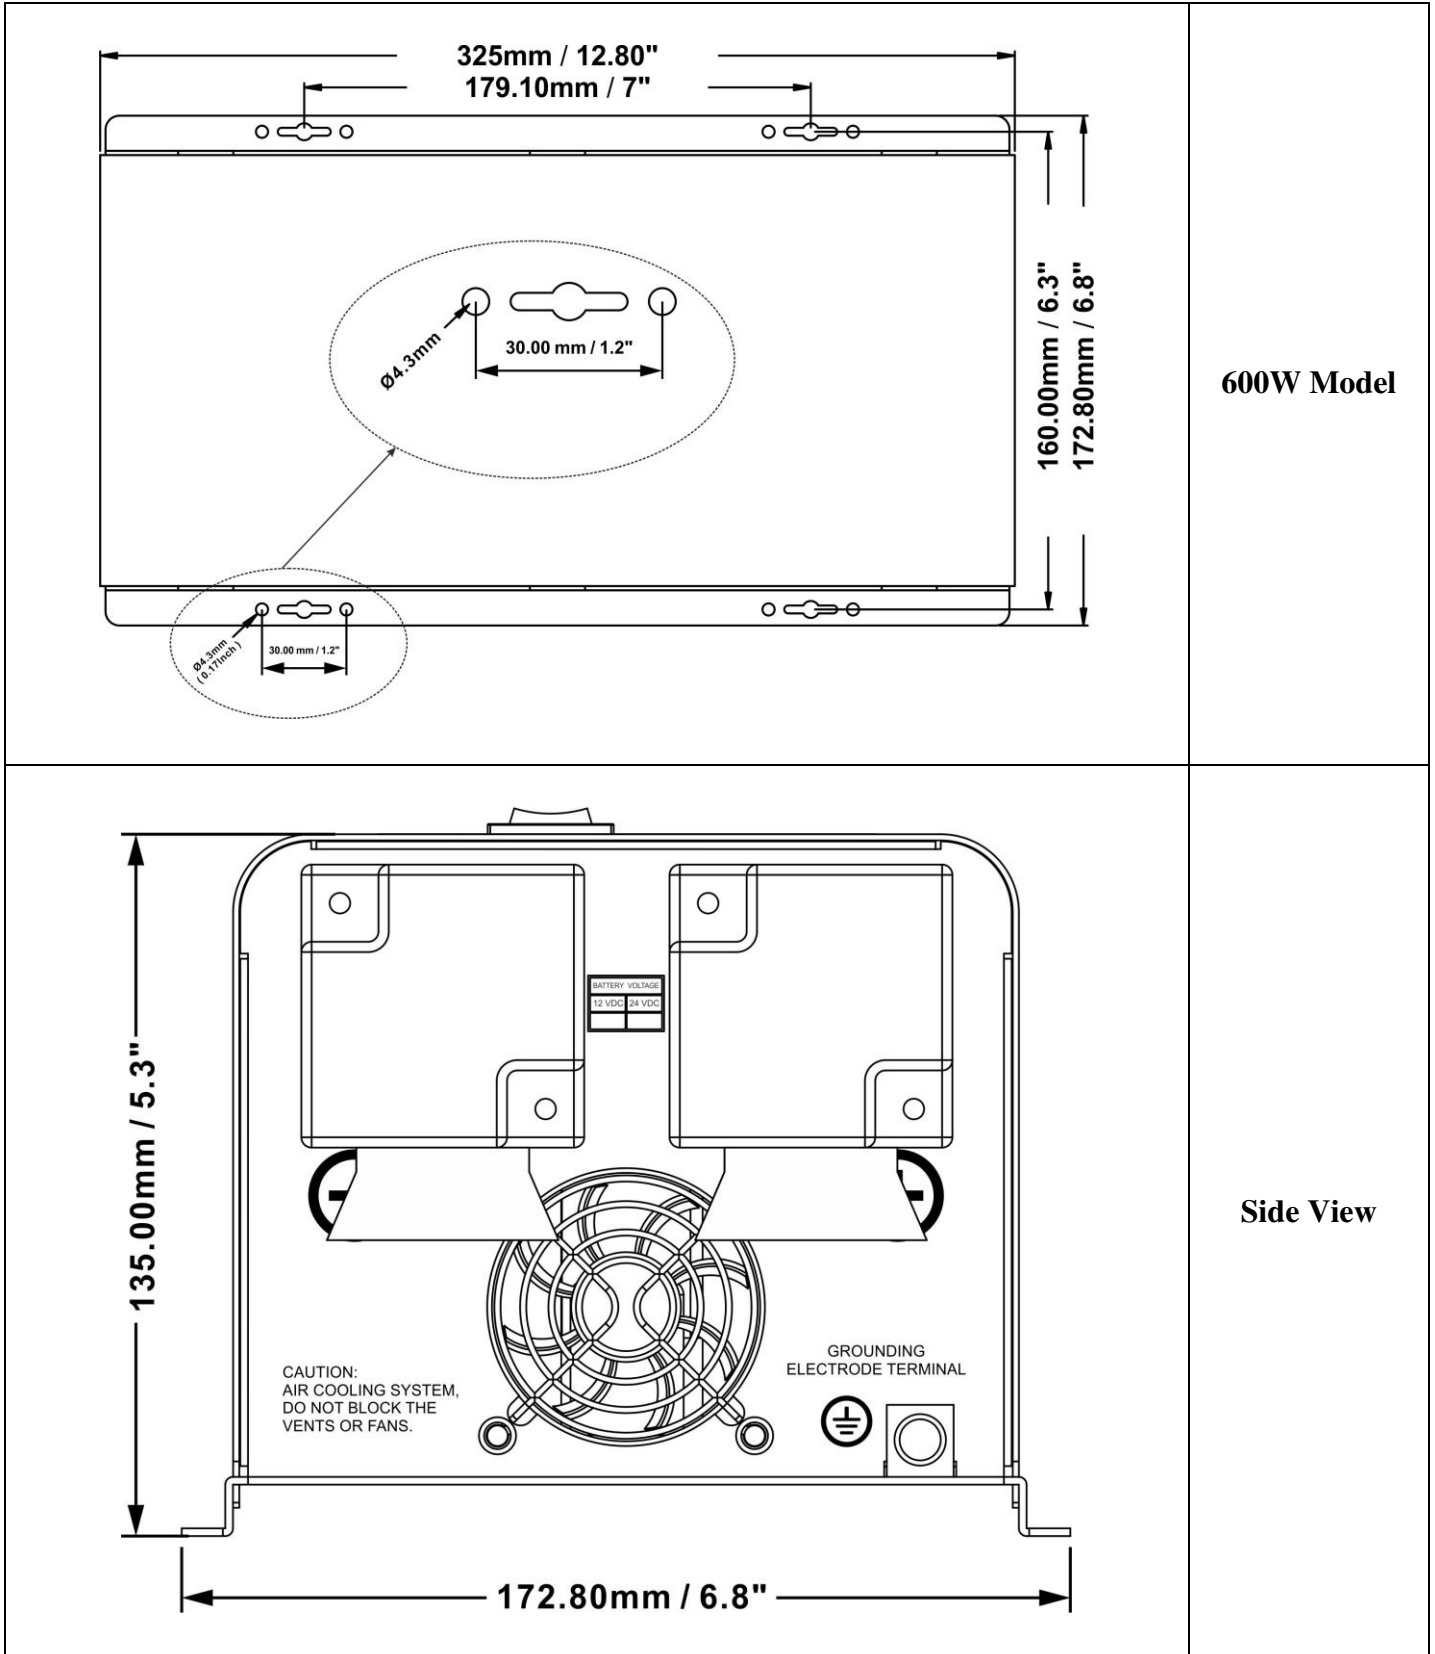 325mm / 12.80"
179.10mm / 7"
Ø4.3mm
30.00 mm / 1.2"
160.00mm / 6.3"
172.80mm / 6.8"
600W Model
Ø4.3mm
( 0.17Inch )
30.00 mm / 1.2"
BATTERY VOLTAGE
12 VDC 24 VDC
135.00mm / 5.3"
Side View
CAUTION:
AIR COOLING SYSTEM,
DO NOT BLOCK THE
VENTS OR FANS.
GROUNDING
ELECTRODE TERMINAL
172.80mm / 6.8"